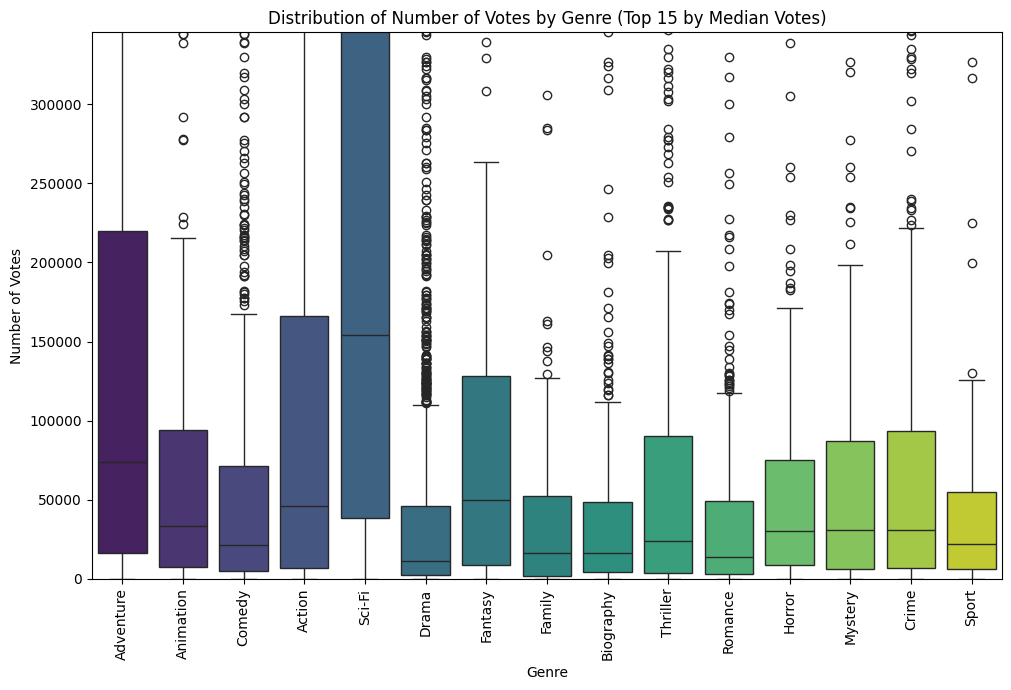 Distribution of Number of Votes by Genre (Top 15 by Median Votes)
Number of Votes
300000
250000
200000
150000
100000
50000
0
Adventure
Animation
Comedy
Action
Sci-Fi
Drama
Fantasy
Family
Biography
Thriller
Romance
Horror
Mystery
Crime
Sport
Genre